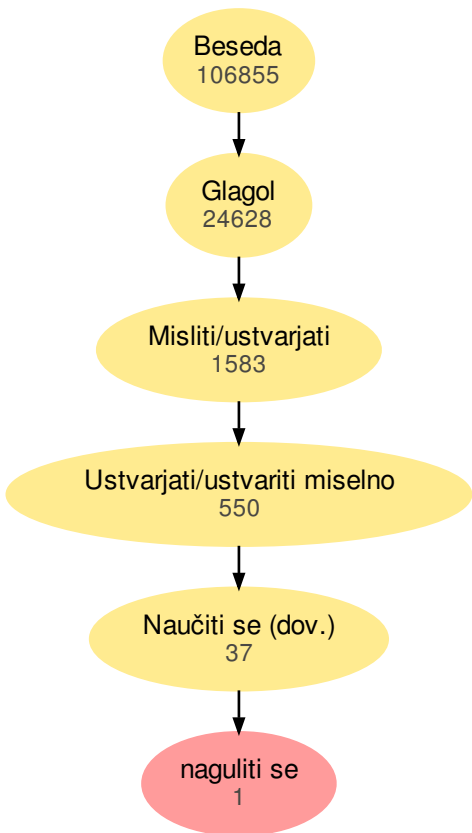 Beseda
106855
Glagol
24628
Misliti/ustvarjati
1583
Ustvarjati/ustvariti miselno
550
Naučiti se (dov.)
37
naguliti se
1